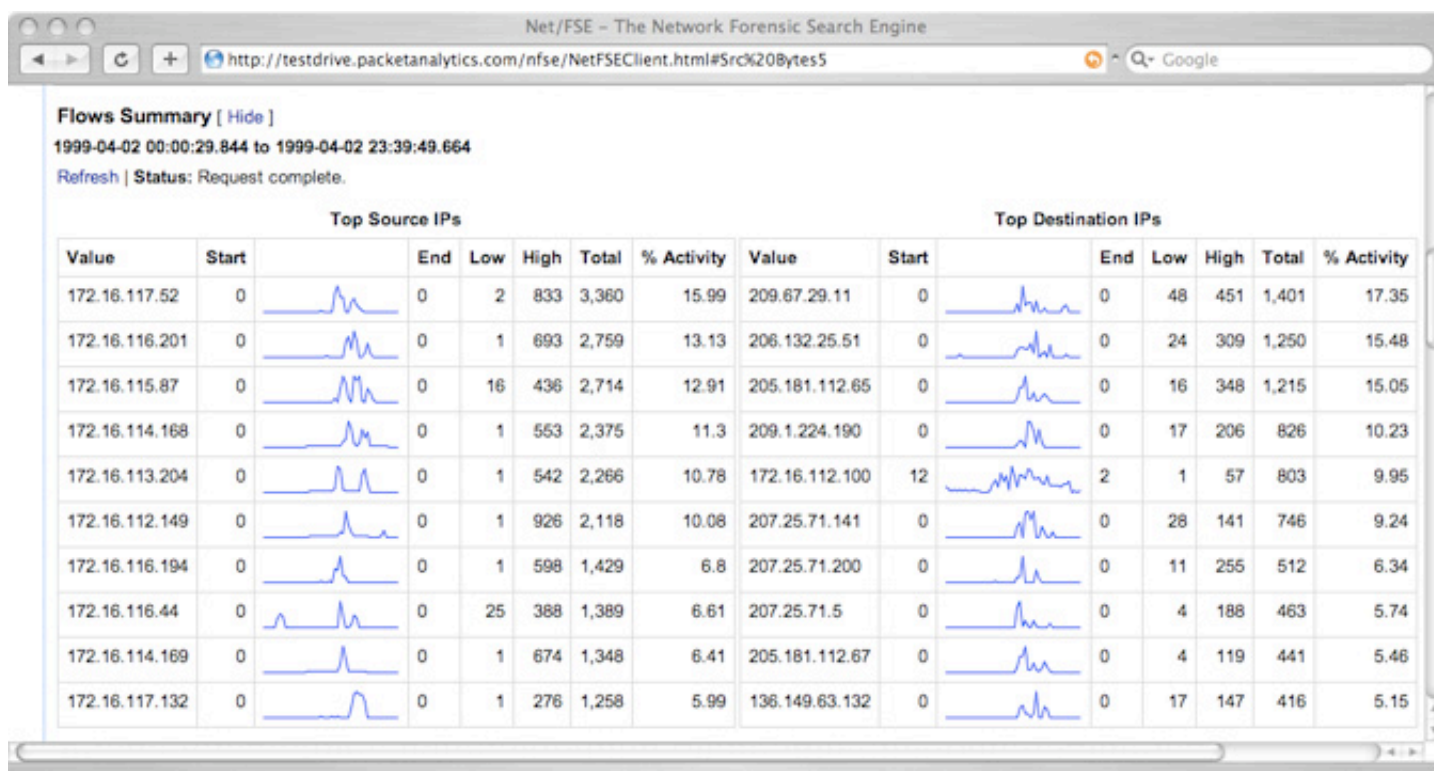 Net/FSE – The Network Forensic Search Engine
http://testdrive.packetanalytics.com/nfse/NetFSEClient.html#Src%20Bytes5
Google
Flows Summary [ Hide ]
1999-04-02 00:00:29.844 to 1999-04-02 23:39:49.664
Refresh | Status: Request complete.
Top Source IPs Top Destination IPs
Value Start End Low High Total % Activity Value Start End Low High Total % Activity
172.16.117.52 0 0 2 833 3,360 15.99 209.67.29.11 0 0 48 451 1,401 17.35
172.16.116.201 0 0 1 693 2,759 13.13 206.132.25.51 0 0 24 309 1,250 15.48
172.16.115.87 0 0 16 436 2,714 12.91 205.181.112.65 0 0 16 348 1,215 15.05
172.16.114.168 0 0 1 553 2,375 11.3 209.1.224.190 0 0 17 206 826 10.23
172.16.113.204 0 0 1 542 2,266 10.78 172.16.112.100 12 2 1 57 803 9.95
172.16.112.149 0 0 1 926 2,118 10.08 207.25.71.141 0 0 28 141 746 9.24
172.16.116.194 0 0 1 598 1,429 6.8 207.25.71.200 0 0 11 255 512 6.34
172.16.116.44 0 0 25 388 1,389 6.61 207.25.71.5 0 0 4 188 463 5.74
172.16.114.169 0 0 1 674 1,348 6.41 205.181.112.67 0 0 4 119 441 5.46
172.16.117.132 0 0 1 276 1,258 5.99 136.149.63.132 0 0 17 147 416 5.15